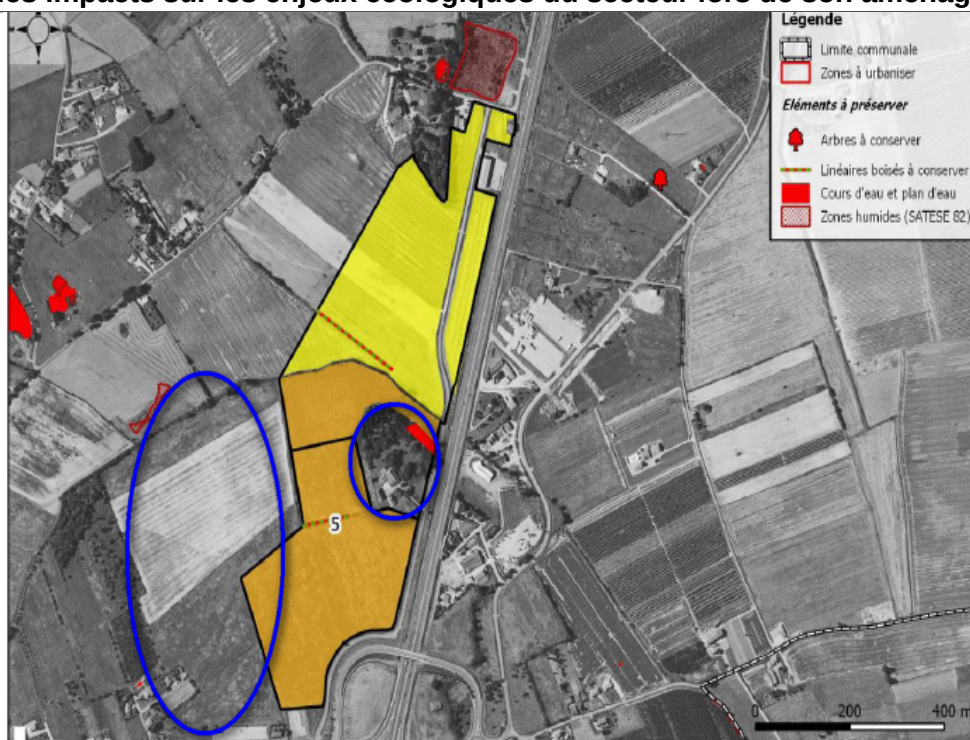 les impacts sur les enjeux écologiques du secteur lors de son aménag
Légende
Limite communale
Zones à urbaniser
Eléments à préserver
Arbres à conserver
Linéaires boisés à conserver
Cours d'eau et plan d'eau
Zones humides (SATESE 82)
5
0 200 400 m